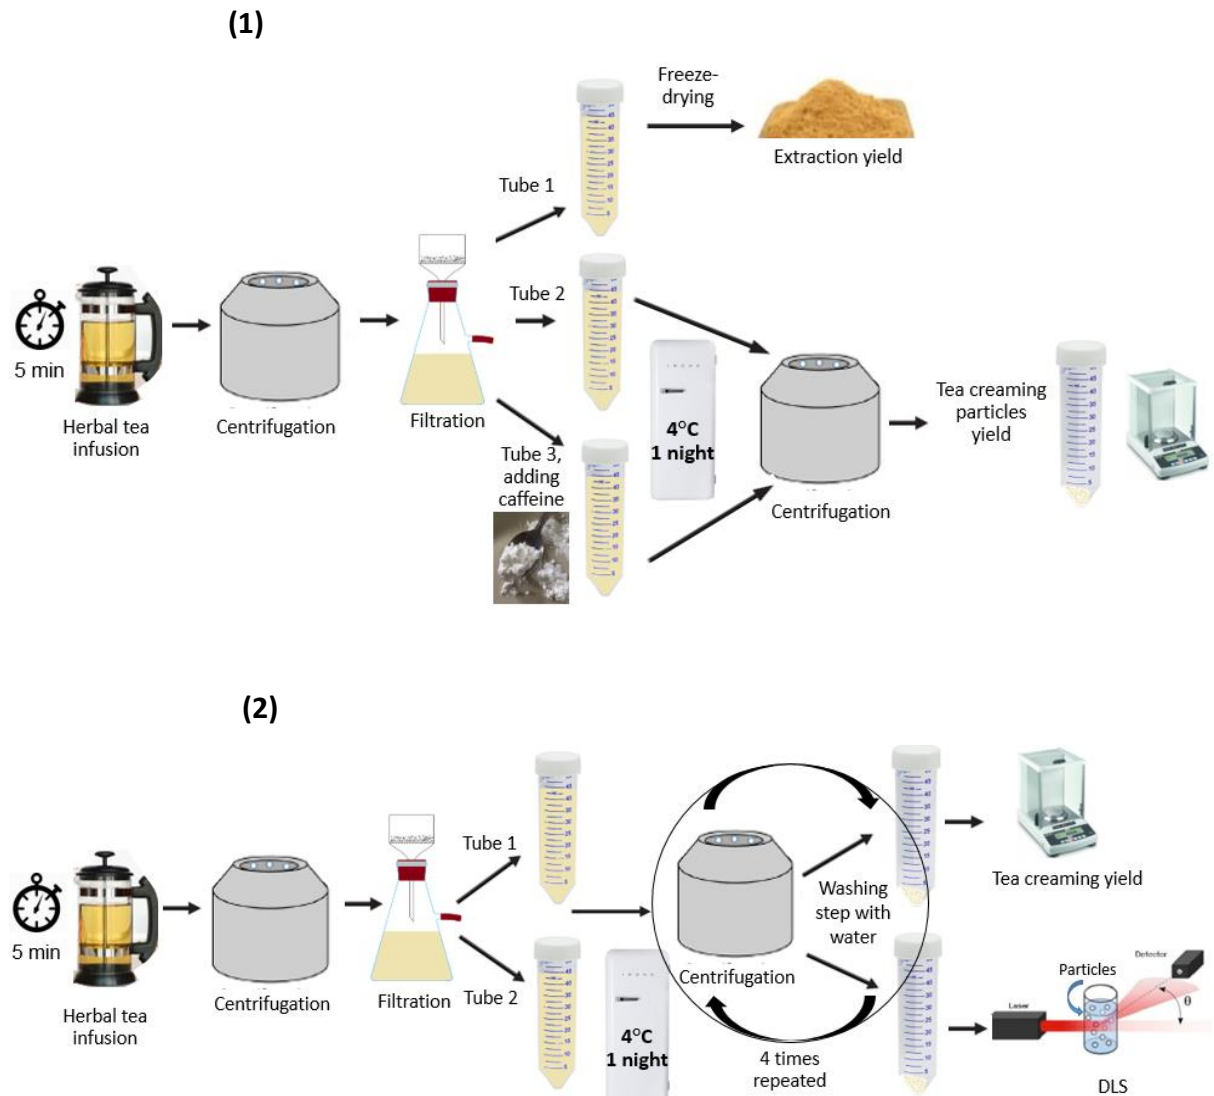 (1)
Freeze-
drying
Extraction yield
Tube 1
Tube 2
5 min
Herbal tea
infusion
Centrifugation
Filtration
Tube 3,
adding
caffeine
4°C
1 night
Centrifugation
Tea creaming
particles
yield
(2)
Tube 1
Tube 2
5 min
Herbal tea
infusion
Centrifugation
Filtration
4°C
1 night
Centrifugation
Washing
step with
water
4 times
repeated
Tea creaming yield
Particles
Detector
Laser
θ
DLS